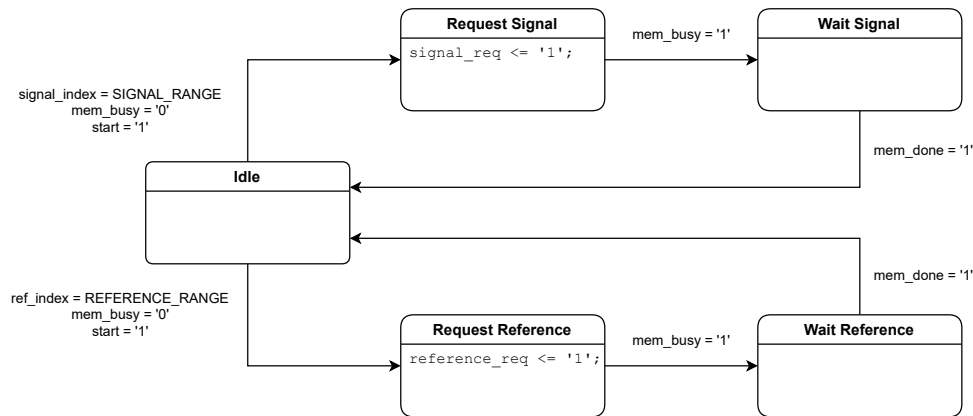 Request Signal
signal_req <= '1';
mem_busy = '1'
Wait Signal
signal_index = SIGNAL_RANGE
mem_busy = '0'
start = '1'
mem_done = '1'
Idle
mem_done = '1'
ref_index = REFERENCE_RANGE
mem_busy = '0'
start = '1'
Request Reference
reference_req <= '1';
mem_busy = '1'
Wait Reference